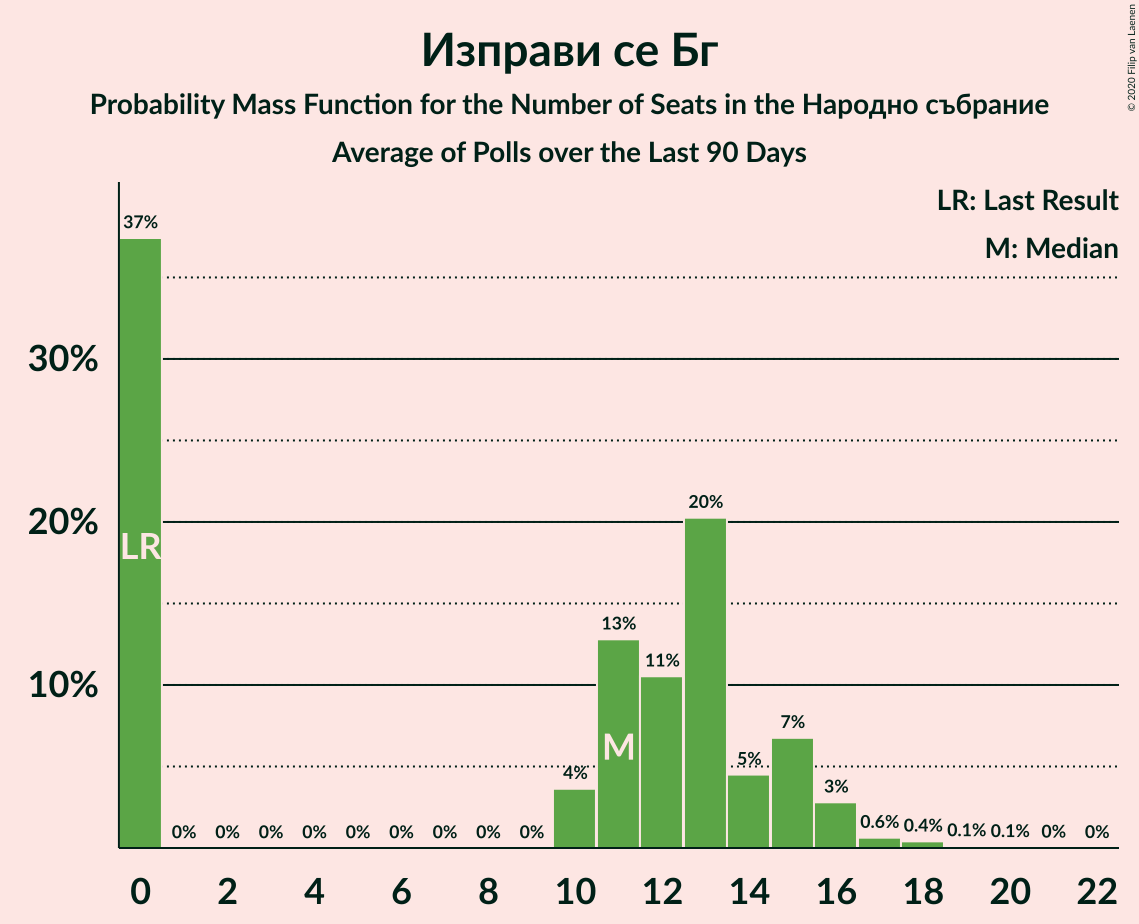 Изправи се Бг
Probability Mass Function for the Number of Seats in the Народно събрание
Average of Polls over the Last 90 Days
© 2020 Filip van Laenen
LR: Last Result
M: Median
37%
30%
20%
10%
LR
0% 0% 0% 0% 0% 0% 0% 0% 0% 4% 13% 11% 20% 5% 7% 3% 0.6% 0.4% 0.1% 0.1% 0% 0%
M
0 2 4 6 8 10 12 14 16 18 20 22